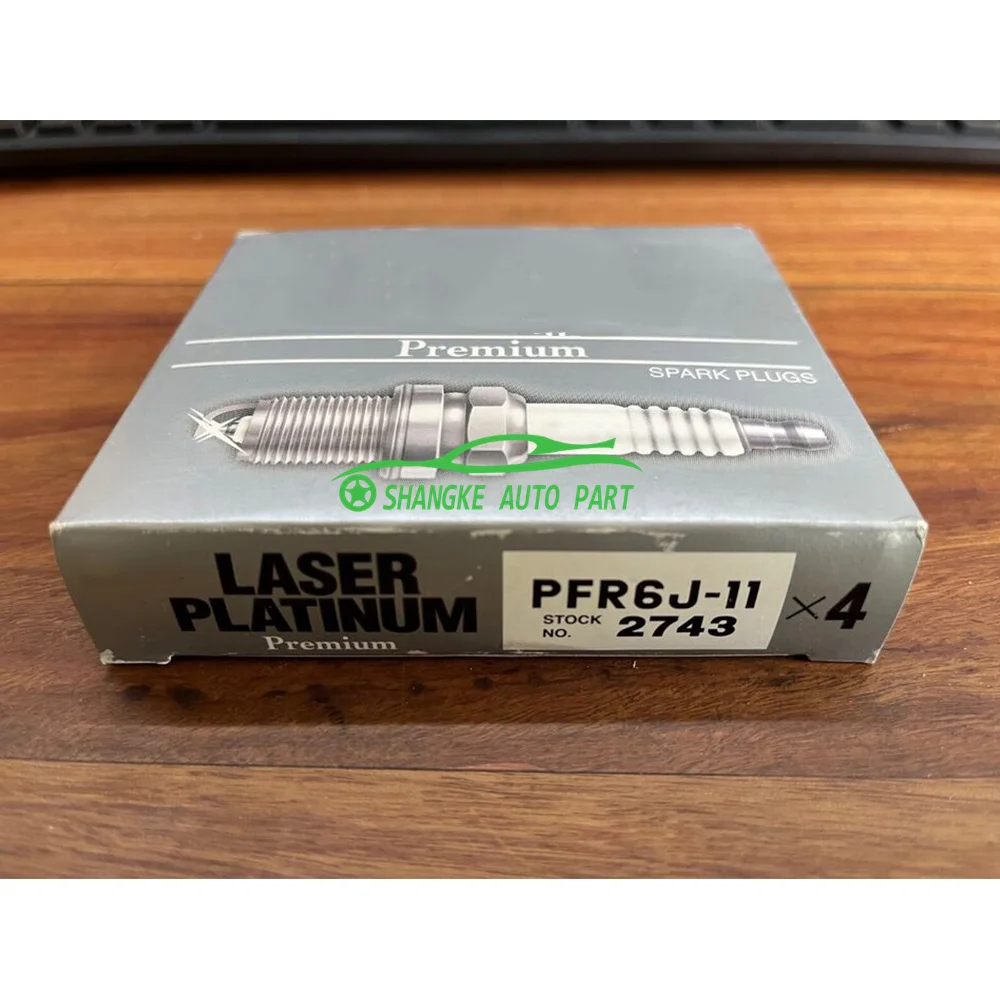 Premium
SPARK PLUGS
SHANGKE AUTO PART
LASER
PLATINUM
Premium
PFR6J-11
STOCK
NO. 2743
×4